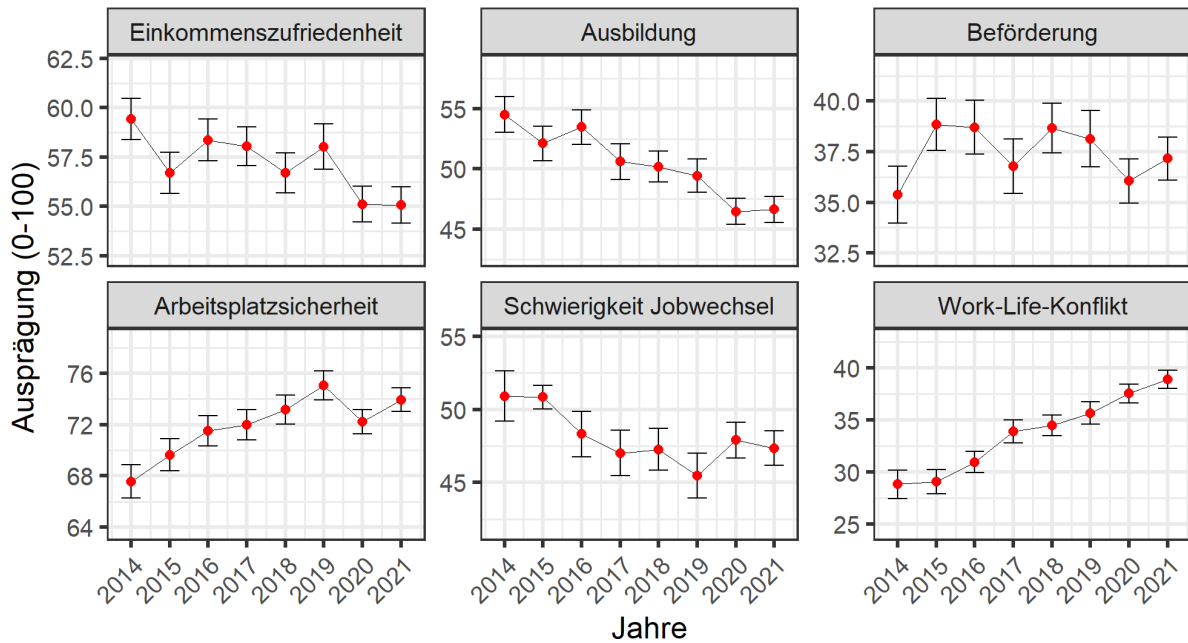 Ausprägung (0-100)
Einkommenszufriedenheit
62.5
60.0
57.5
55.0
52.5
Ausbildung
55
50
45
Beförderung
40.0
37.5
35.0
32.5
Arbeitsplatzsicherheit
76
72
68
64
2014 2015 2016 2017 2018 2019 2020 2021
Schwierigkeit Jobwechsel
55
50
45
2014 2015 2016 2017 2018 2019 2020 2021
Work-Life-Konflikt
40
35
30
25
2014 2015 2016 2017 2018 2019 2020 2021
Jahre